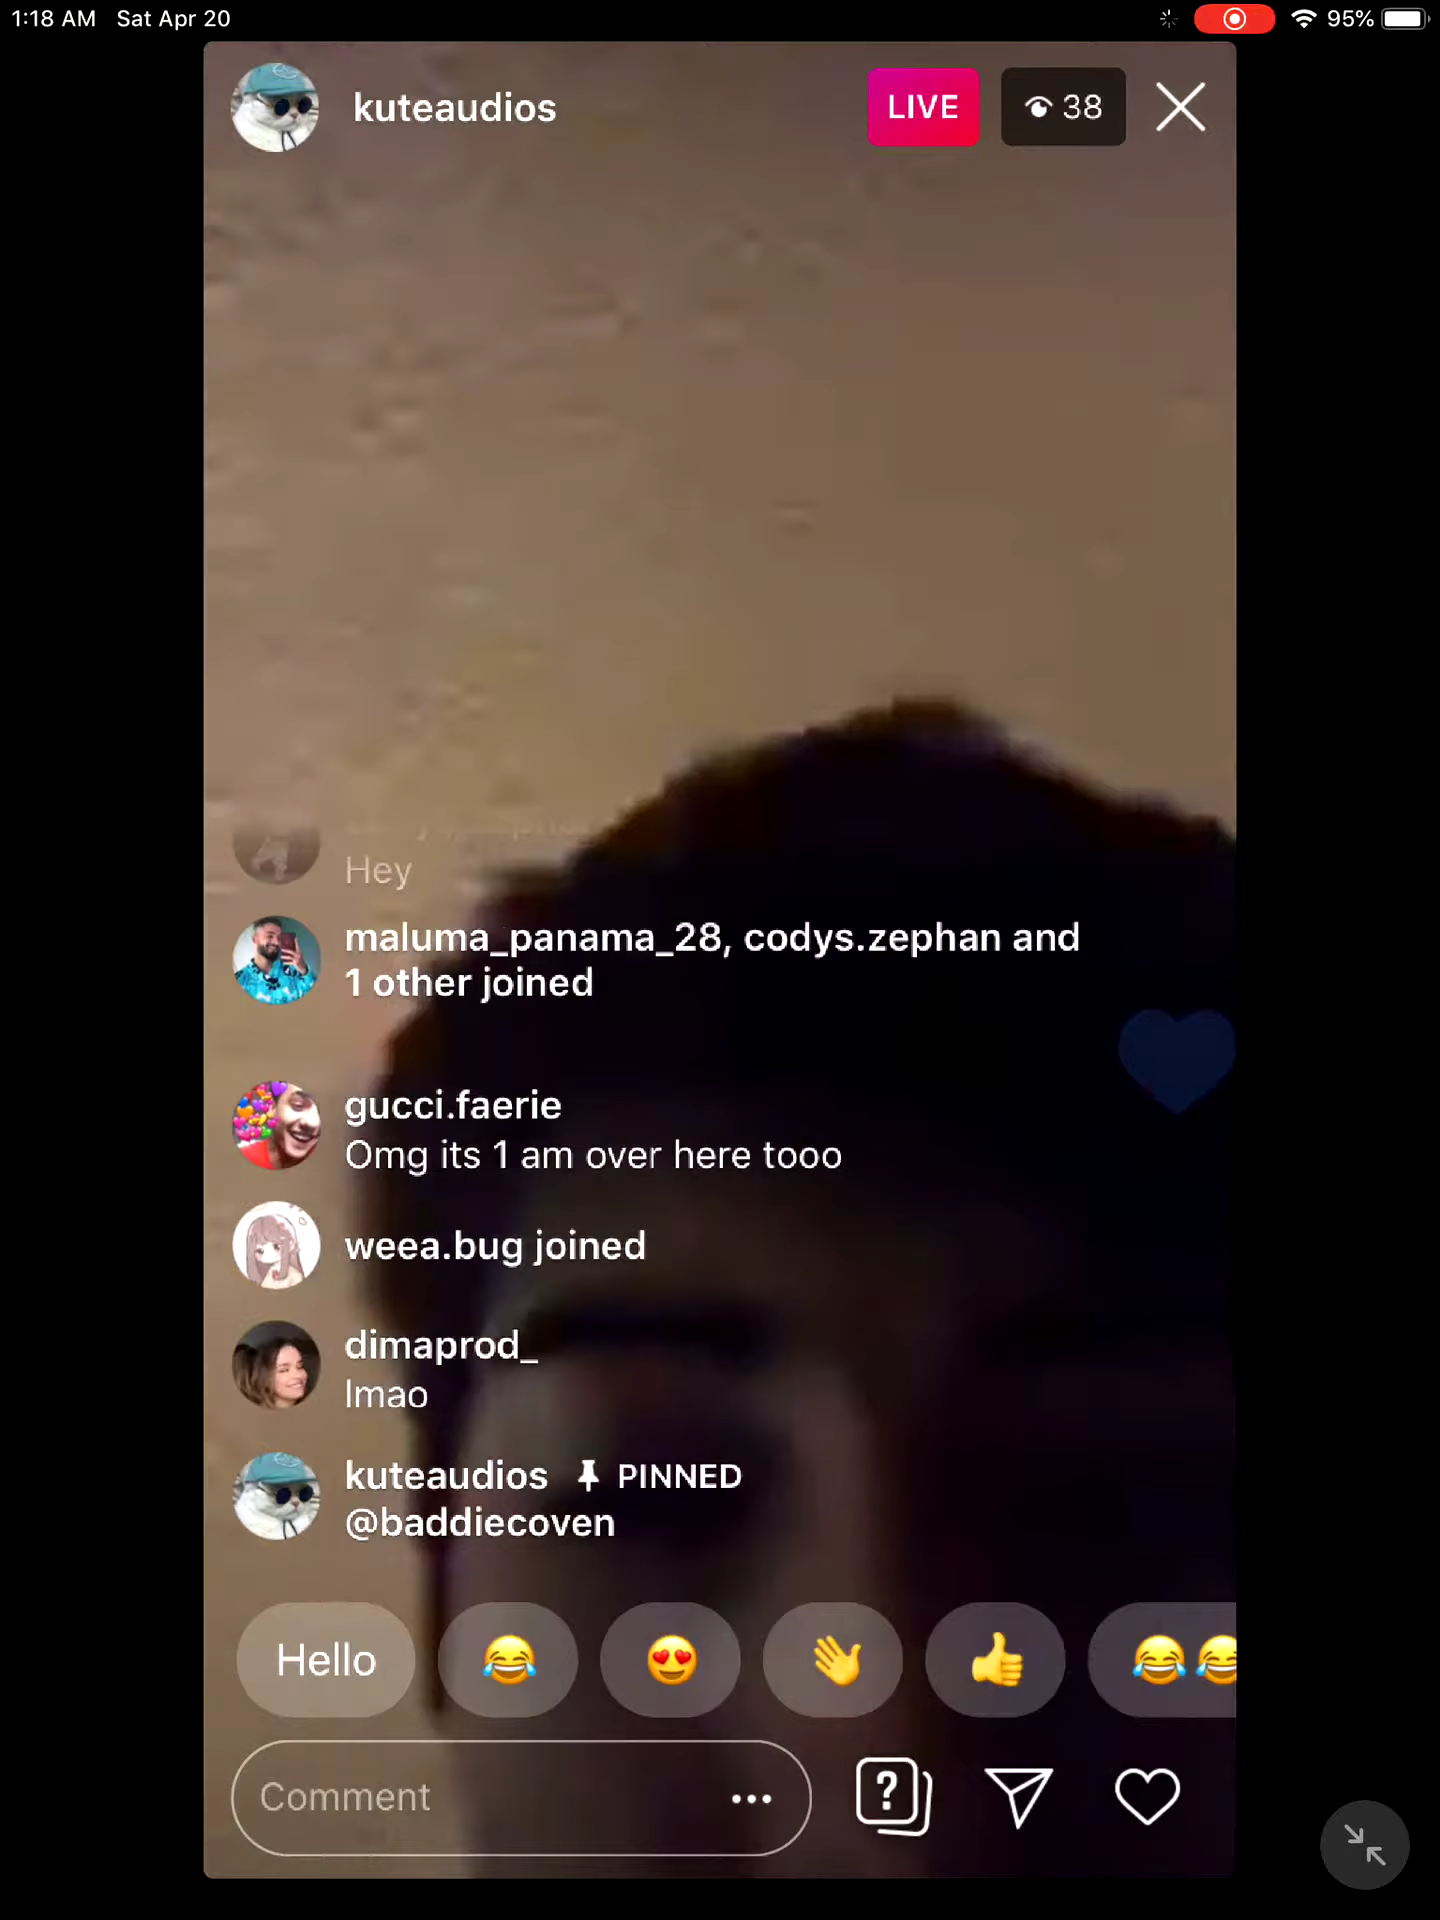 1:18 AM Sat Apr 20
95%
kuteaudios
LIVE
38
Hey
maluma_panama_28, codys.zephan and
1 other joined
gucci.faerie
Omg its 1 am over here tooo
weea.bug joined
dimaprod_
lmao
kuteaudios PINNED
@baddiecoven
Hello
Comment